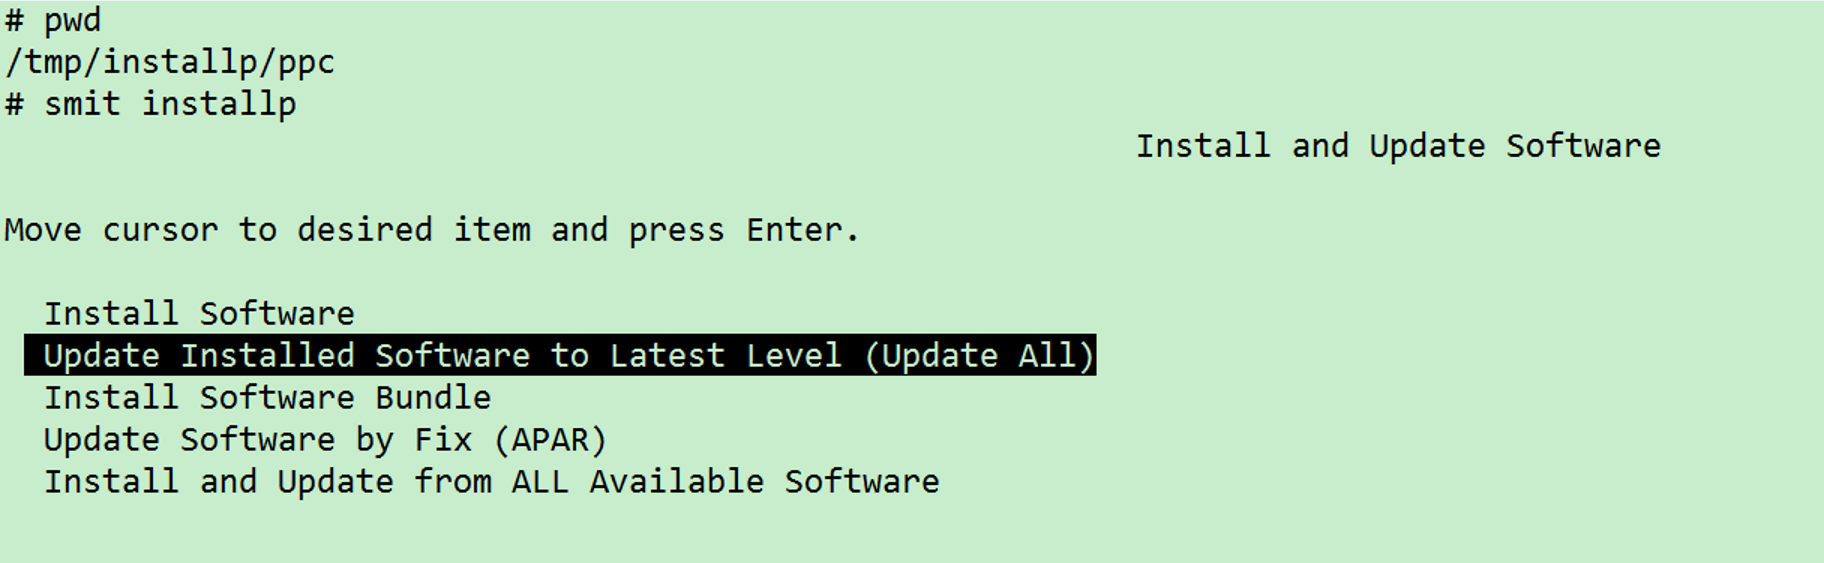 # pwd
/tmp/installp/ppc
# smit installp
Install and Update Software
Move cursor to desired item and press Enter.
Install Software
Update Installed Software to Latest Level (Update All)
Install Software Bundle
Update Software by Fix (APAR)
Install and Update from ALL Available Software